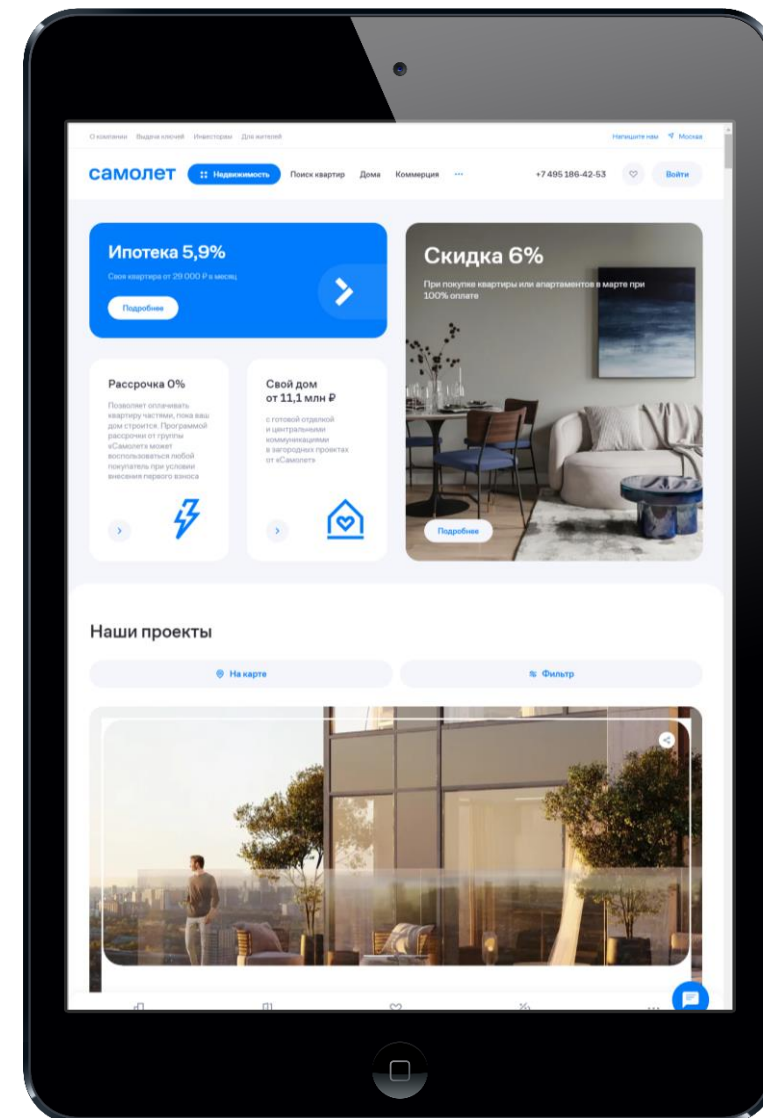 О компании Выдача ключей Инвесторам Для жителей Напишите нам Москва
самолет Недвижимость Поиск квартир Дома Коммерция ... +7 495 186-42-53 Войти
Ипотека 5,9%
Своя квартира от 29 000 ₽ в месяц
Подробнее
Скидка 6%
При покупке квартиры или апартаментов в марте при
100% оплате
Подробнее
Рассрочка 0%
Позволяет оплачивать
квартиру частями, пока ваш
дом строится. Программой
рассрочки от группы
«Самолет» может
воспользоваться любой
покупатель при условии
внесения первого взноса
Свой дом
от 11,1 млн ₽
с готовой отделкой
и центральными
коммуникациями
в загородных проектах
от «Самолет»
Наши проекты
На карте
Фильтр